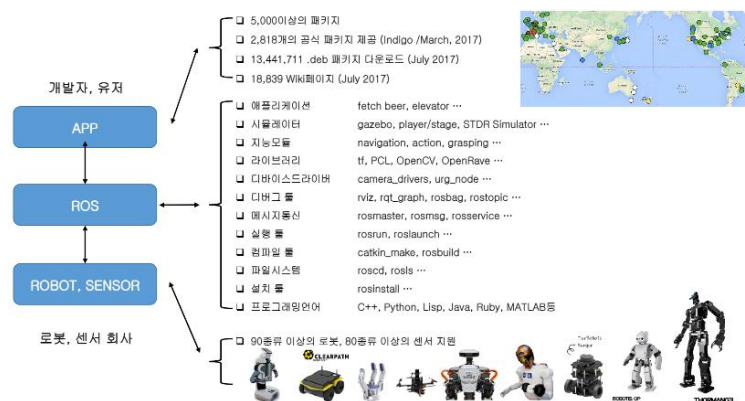 ❑ 5,000이상의 패키지
❑ 2,818개의 공식 패키지 제공 (Indigo /March, 2017)
❑ 13,441,711 .deb 패키지 다운로드 (July 2017)
❑ 18,839 Wiki페이지 (July 2017)
개발자, 유저
APP
ROS
ROBOT, SENSOR
로봇, 센서 회사
❑ 애플리케이션 fetch beer, elevator …
❑ 시뮬레이터 gazebo, player/stage, STDR Simulator …
❑ 지능모듈 navigation, action, grasping …
❑ 라이브러리 tf, PCL, OpenCV, OpenRave …
❑ 디바이스드라이버 camera_drivers, urg_node …
❑ 디버그 툴 rviz, rqt_graph, rosbag, rostopic …
❑ 메시지통신 rosmaster, rosmsg, rosservice …
❑ 실행 툴 rosrun, roslaunch …
❑ 컴파일 툴 catkin_make, rosbuild …
❑ 파일시스템 roscd, rosls …
❑ 설치 툴 rosinstall …
❑ 프로그래밍언어 C++, Python, Lisp, Java, Ruby, MATLAB등
❑ 90종류 이상의 로봇, 80종류 이상의 센서 지원
CLEARPATH
TurtleBot3
Burger
ROBOTIS OP
THORMANG3